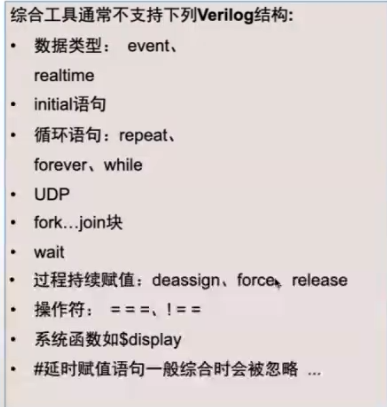 综合工具通常不支持下列Verilog结构:
• 数据类型： event、
realtime
• initial语句
• 循环语句：repeat、
forever、while
• UDP
• fork…join块
• wait
• 过程持续赋值：deassign、force、release
• 操作符： = = =、! = =
• 系统函数如$display
• #延时赋值语句一般综合时会被忽略 ...